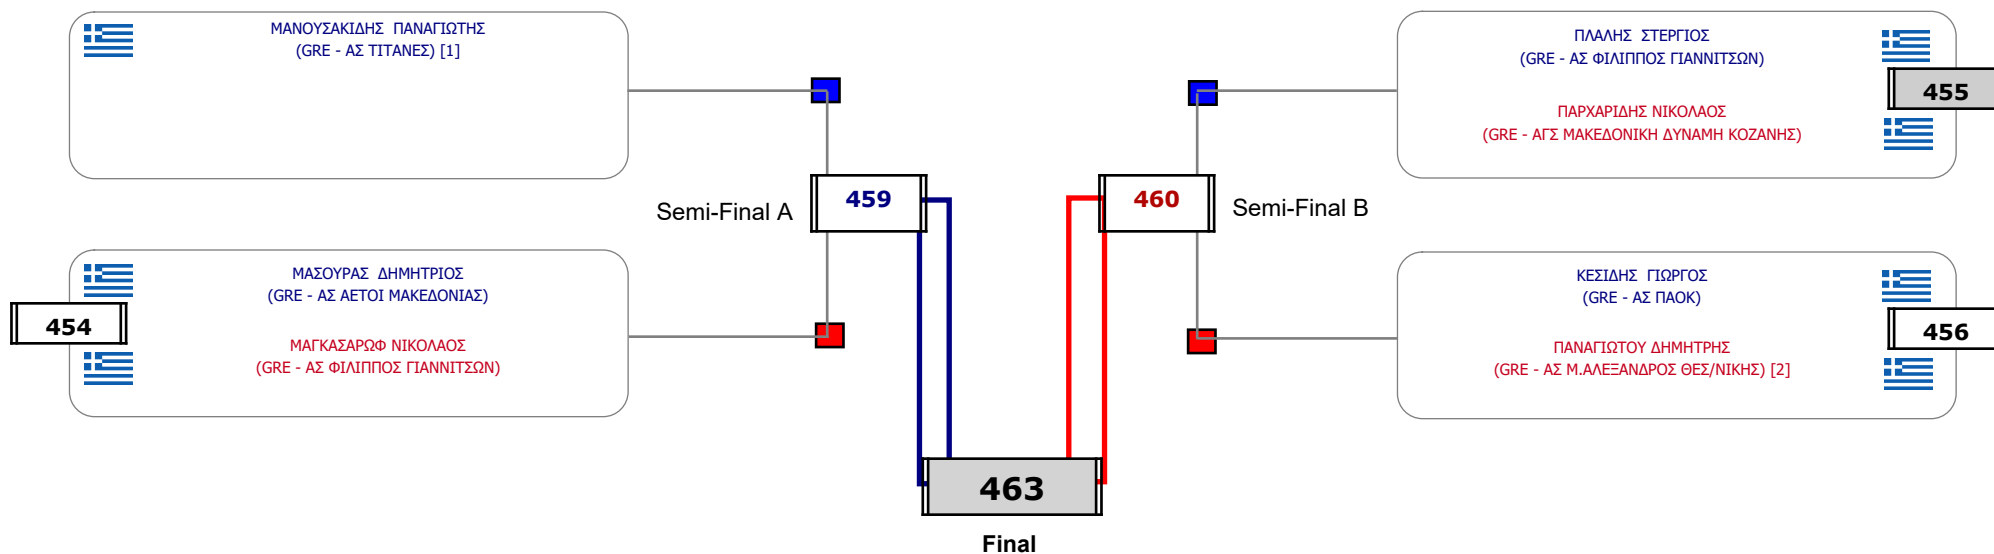 ΜΑΝΟΥΣΑΚΙΔΗΣ ΠΑΝΑΓΙΩΤΗΣ
(GRE - ΑΣ ΤΙΤΑΝΕΣ) [1]
ΜΑΣΟΥΡΑΣ ΔΗΜΗΤΡΙΟΣ
(GRE - ΑΣ ΑΕΤΟΙ ΜΑΚΕΔΟΝΙΑΣ)
454
ΜΑΓΚΑΣΑΡΩΦ ΝΙΚΟΛΑΟΣ
(GRE - ΑΣ ΦΙΛΙΠΠΟΣ ΓΙΑΝΝΙΤΣΩΝ)
Semi-Final A
459
460
Semi-Final B
463
Final
ΠΛΑΛΗΣ ΣΤΕΡΓΙΟΣ
(GRE - ΑΣ ΦΙΛΙΠΠΟΣ ΓΙΑΝΝΙΤΣΩΝ)
455
ΠΑΡΧΑΡΙΔΗΣ ΝΙΚΟΛΑΟΣ
(GRE - ΑΓΣ ΜΑΚΕΔΟΝΙΚΗ ΔΥΝΑΜΗ ΚΟΖΑΝΗΣ)
ΚΕΣΙΔΗΣ ΓΙΩΡΓΟΣ
(GRE - ΑΣ ΠΑΟΚ)
456
ΠΑΝΑΓΙΩΤΟΥ ΔΗΜΗΤΡΗΣ
(GRE - ΑΣ Μ.ΑΛΕΞΑΝΔΡΟΣ ΘΕΣ/ΝΙΚΗΣ) [2]